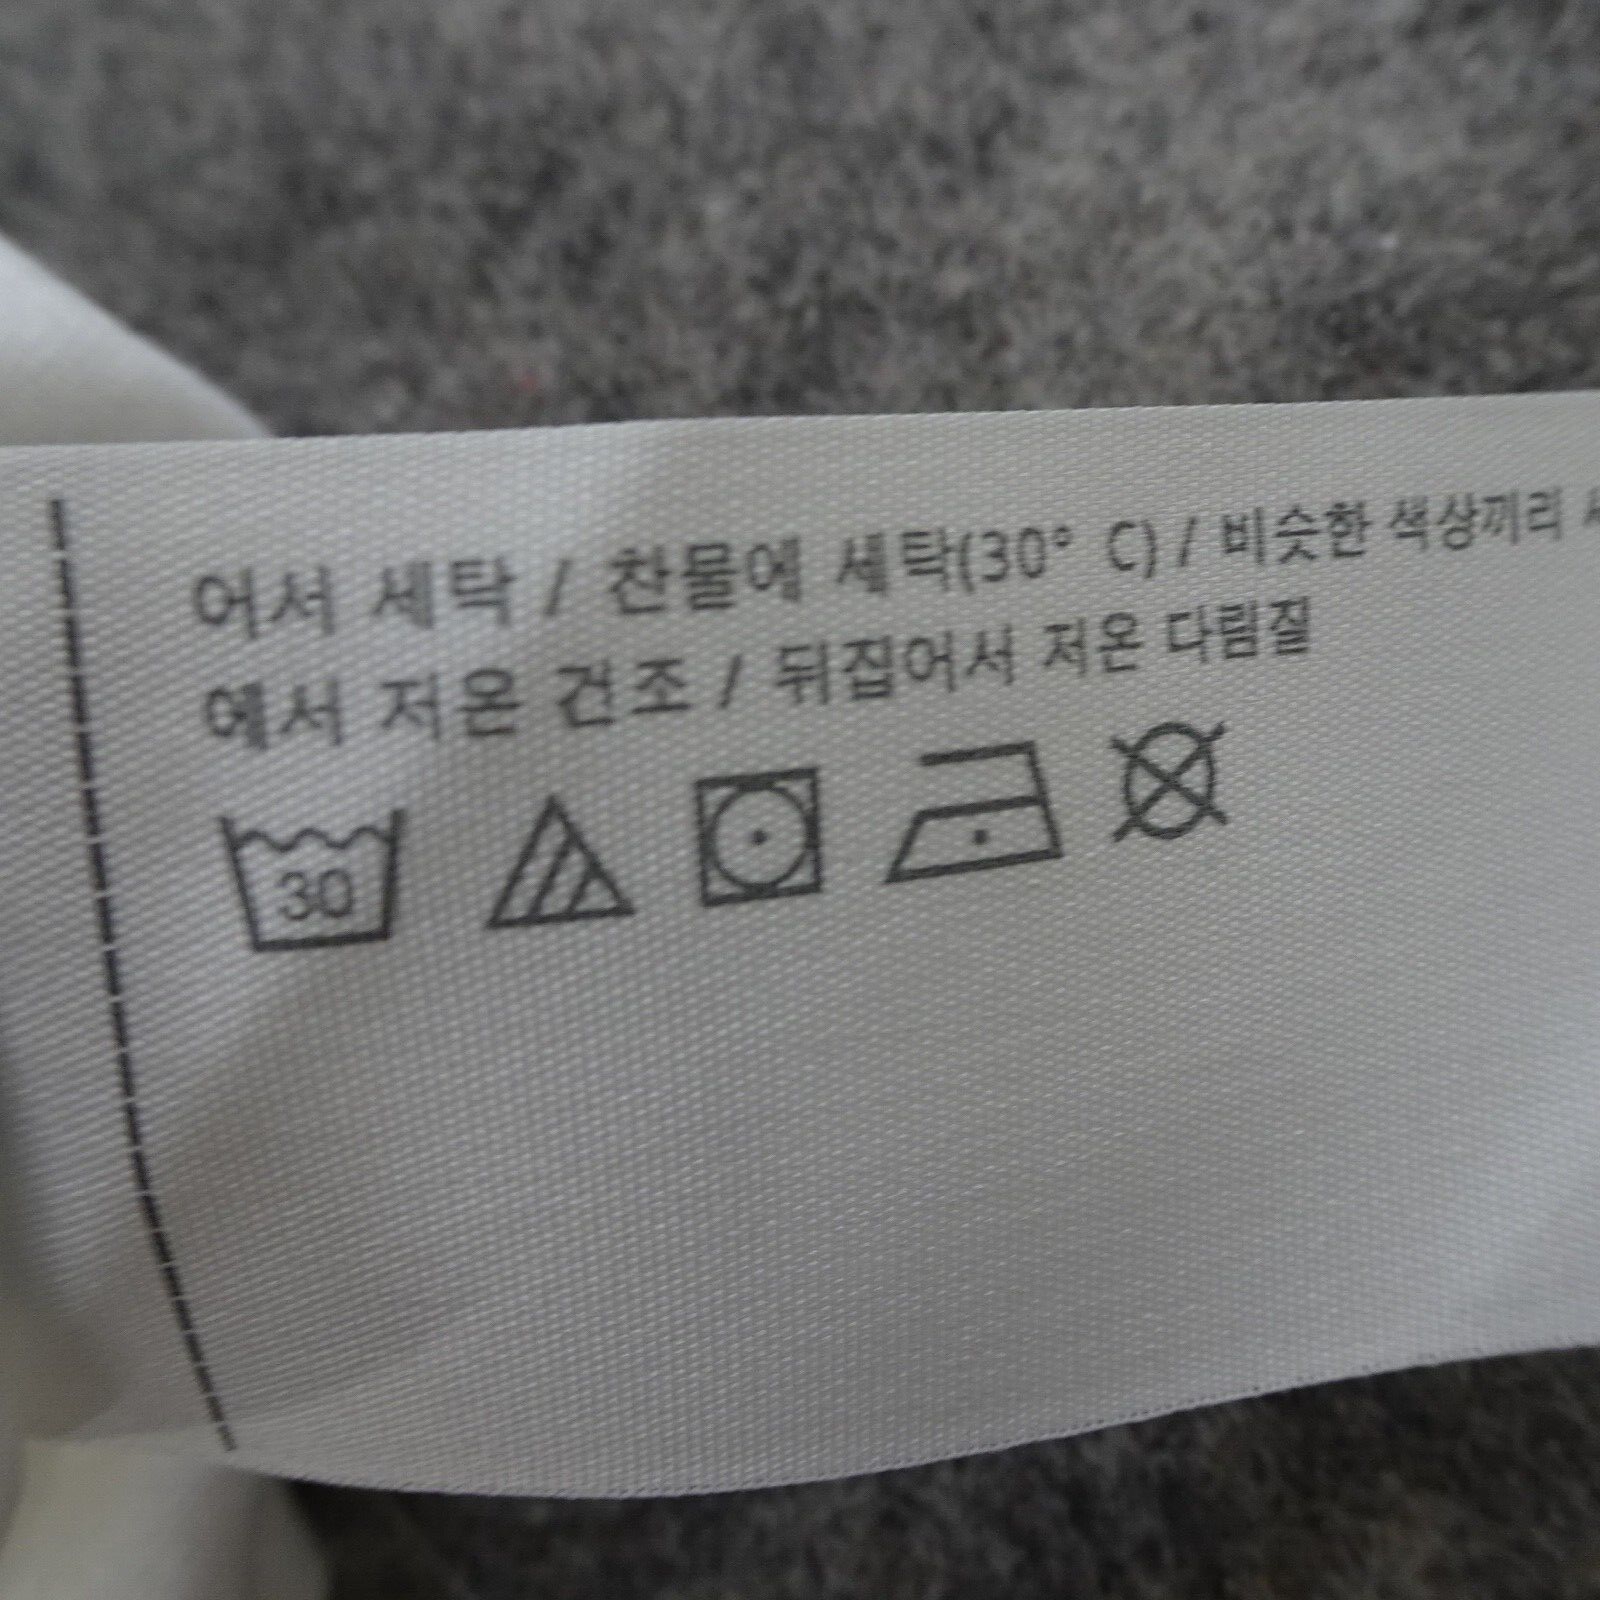 어서 세탁 / 찬물에 세탁(30° C) / 비슷한 색상끼리
에서 저온 건조 / 뒤집어서 저온 다림질
30